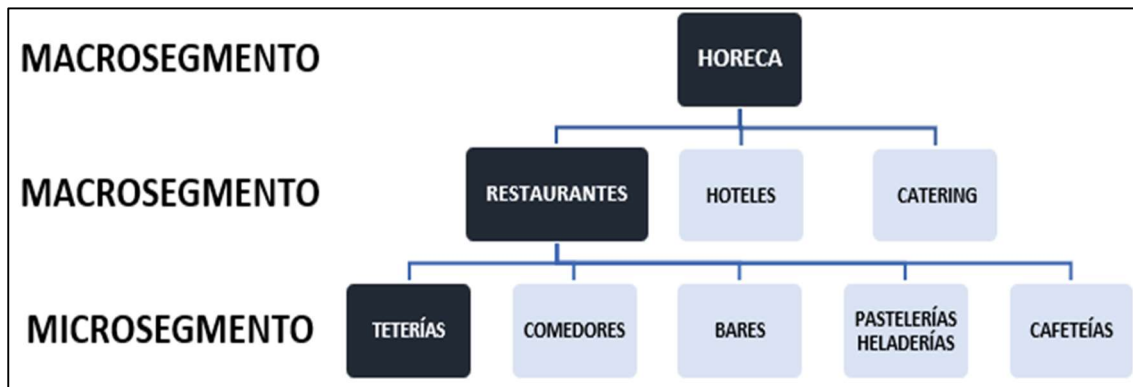 MACROSEGMENTO
HORECA
MACROSEGMENTO
RESTAURANTES
HOTELES
CATERING
MICROSEGMENTO
TETERÍAS
COMEDORES
BARES
PASTELERÍAS
HELADERÍAS
CAFETEÍAS